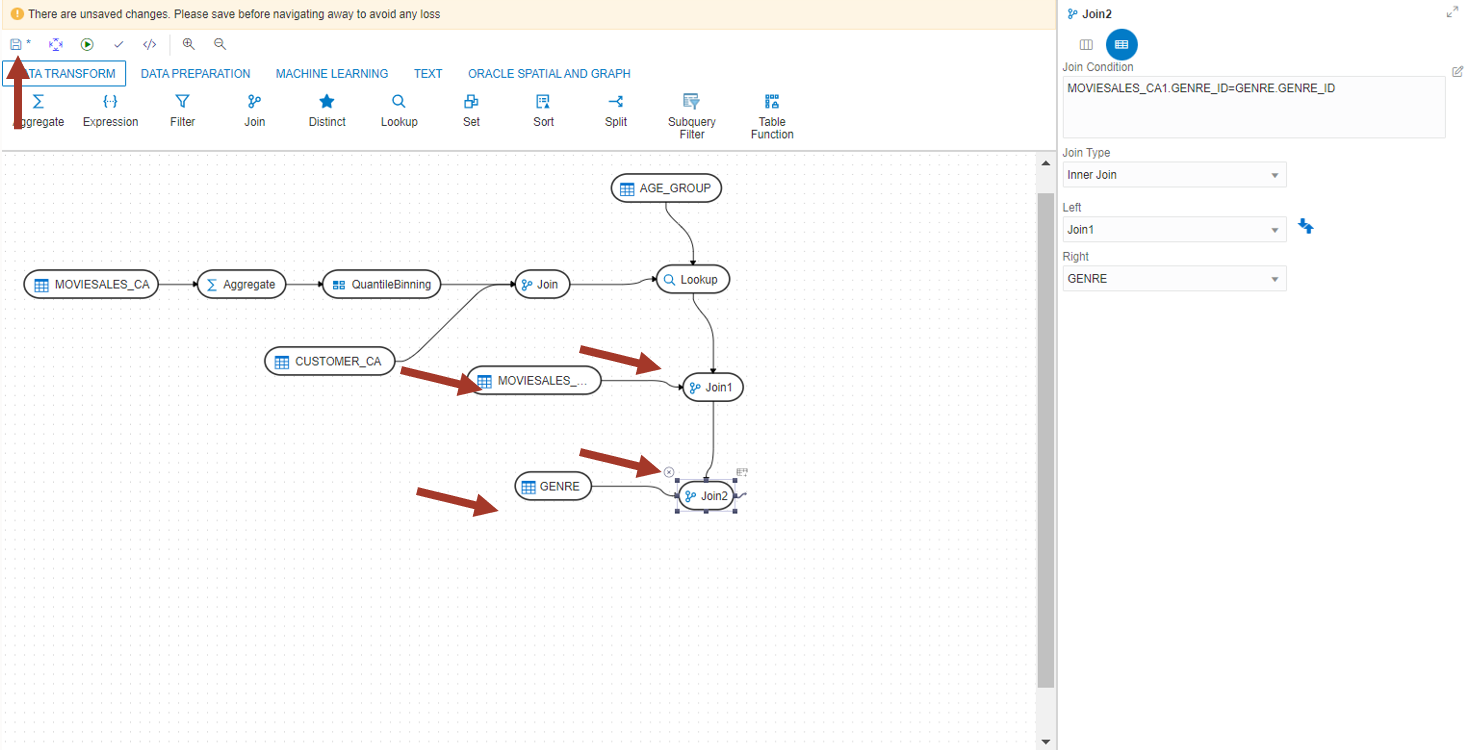 There are unsaved changes. Please save before navigating away to avoid any loss
*
ATA TRANSFORM DATA PREPARATION MACHINE LEARNING TEXT ORACLE SPATIAL AND GRAPH
ggregate Expression Filter Join Distinct Lookup Set Sort Split Subquery Filter Table Function
AGE_GROUP
MOVIESALES_CA Aggregate QuantileBinning Join Lookup
CUSTOMER_CA
MOVIESALES_... Join1
GENRE Join2
Join2
Join Condition
MOVIESALES_CA1.GENRE_ID=GENRE.GENRE_ID
Join Type
Inner Join
Left
Join1
Right
GENRE